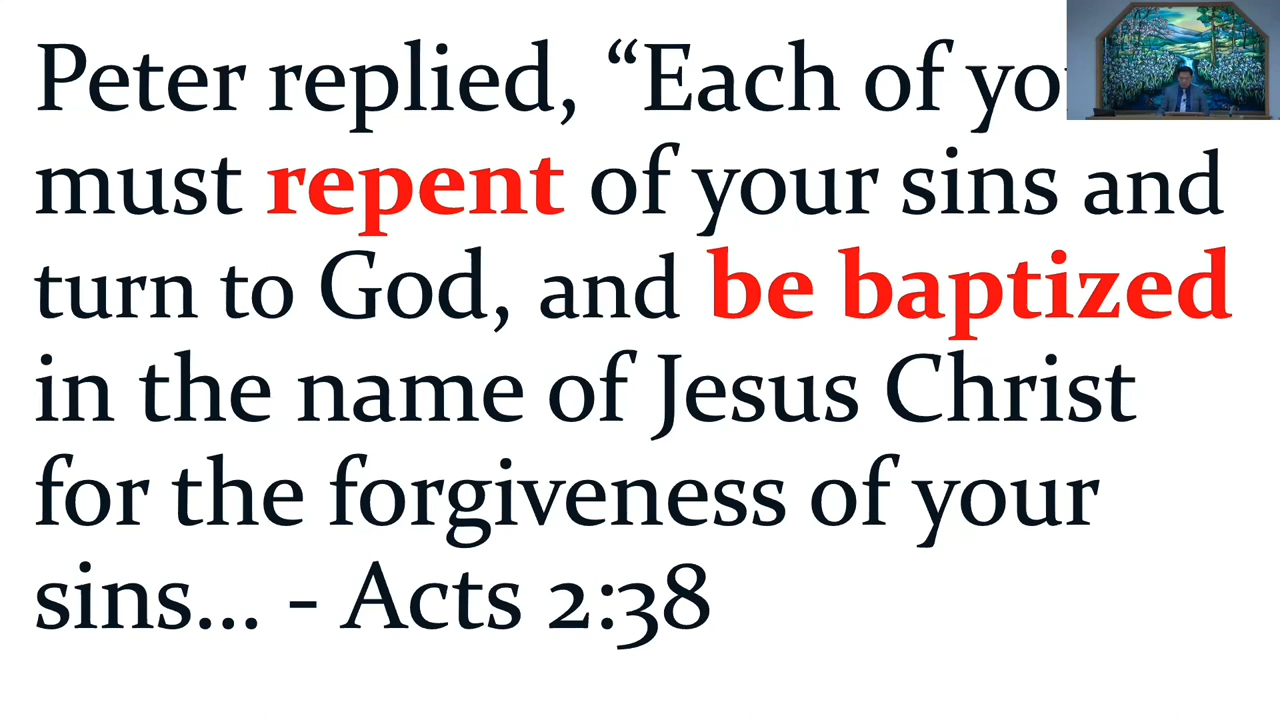 Peter replied, “Each of yo
must repent of your sins and
turn to God, and be baptized
in the name of Jesus Christ
for the forgiveness of your
sins... - Acts 2:38